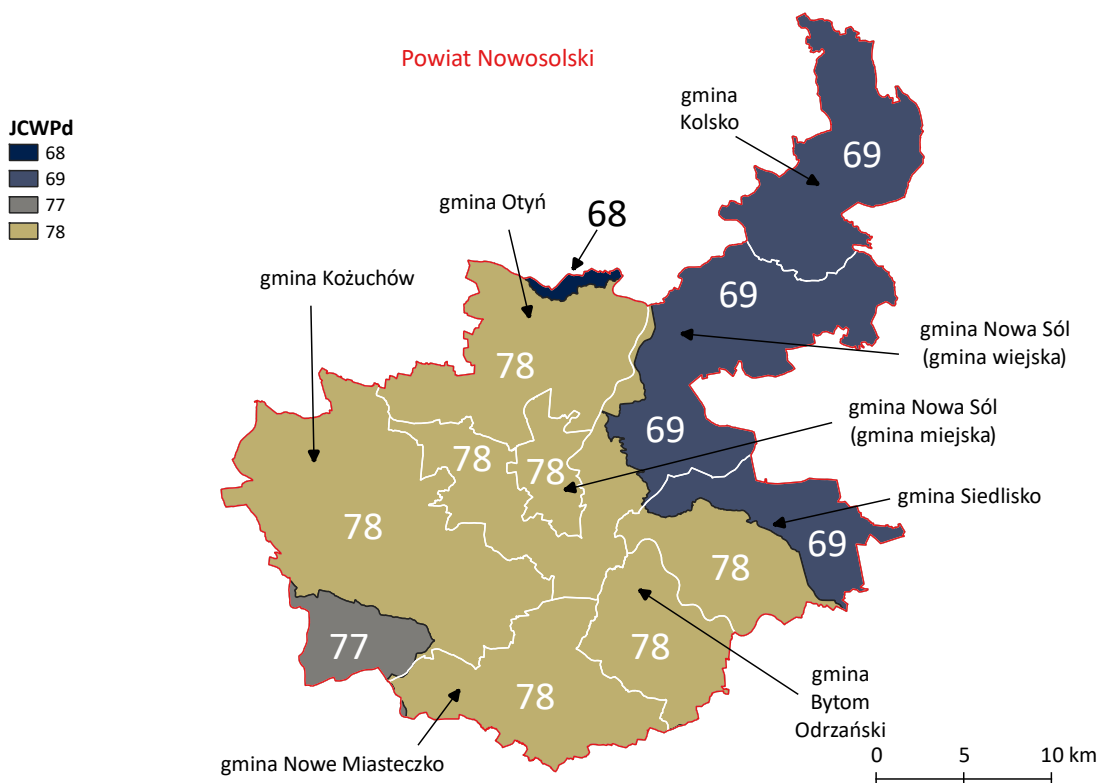 Powiat Nowosolski
JCWPd
68
69
77
78
gmina
Kolsko
69
gmina Otyń
68
gmina Kożuchów
69
gmina Nowa Sól
(gmina wiejska)
78
gmina Nowa Sól
(gmina miejska)
69
78
78
gmina Siedlisko
78
69
78
77
78
78
gmina
Bytom
Odrzański
gmina Nowe Miasteczko
0 5 10 km